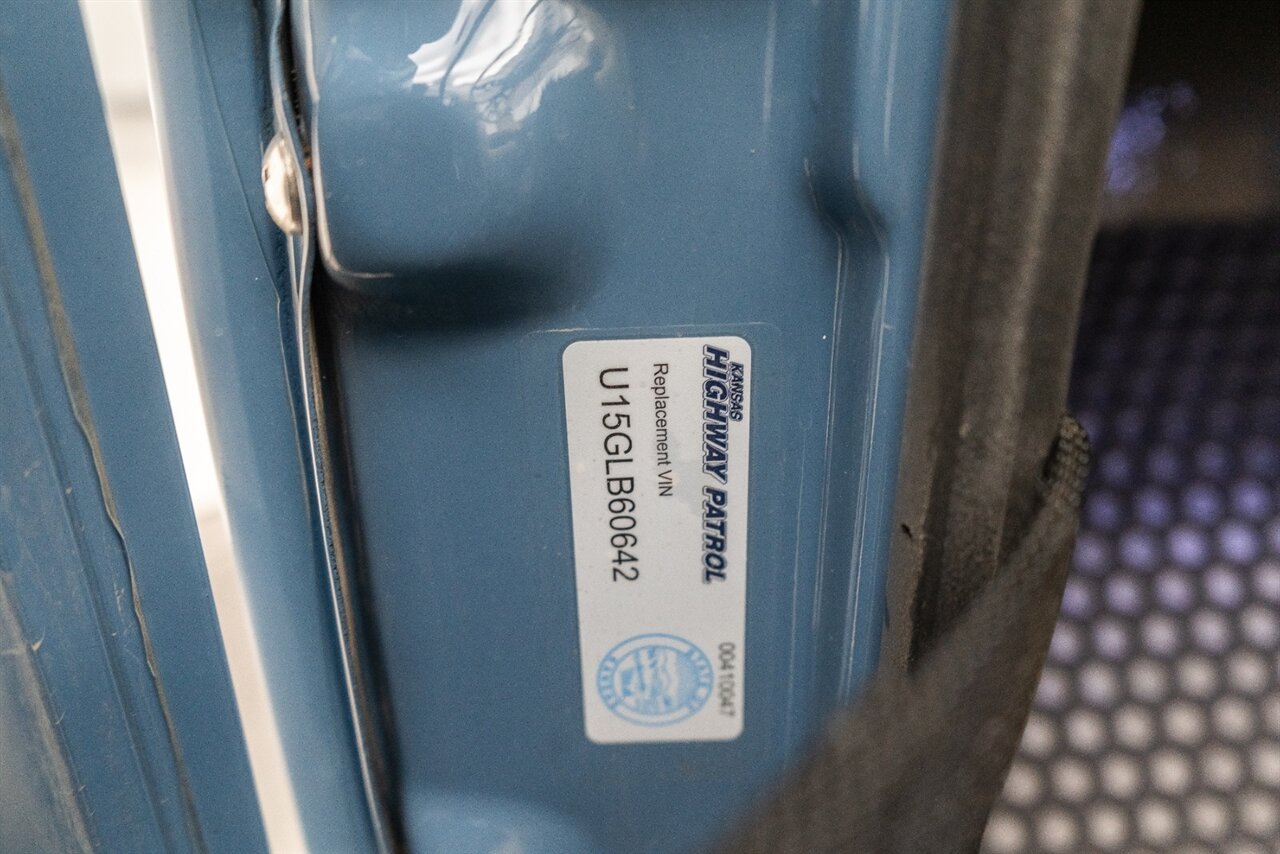 KANSAS
HIGHWAY PATROL
Replacement VIN
U15GLB60642
00410047